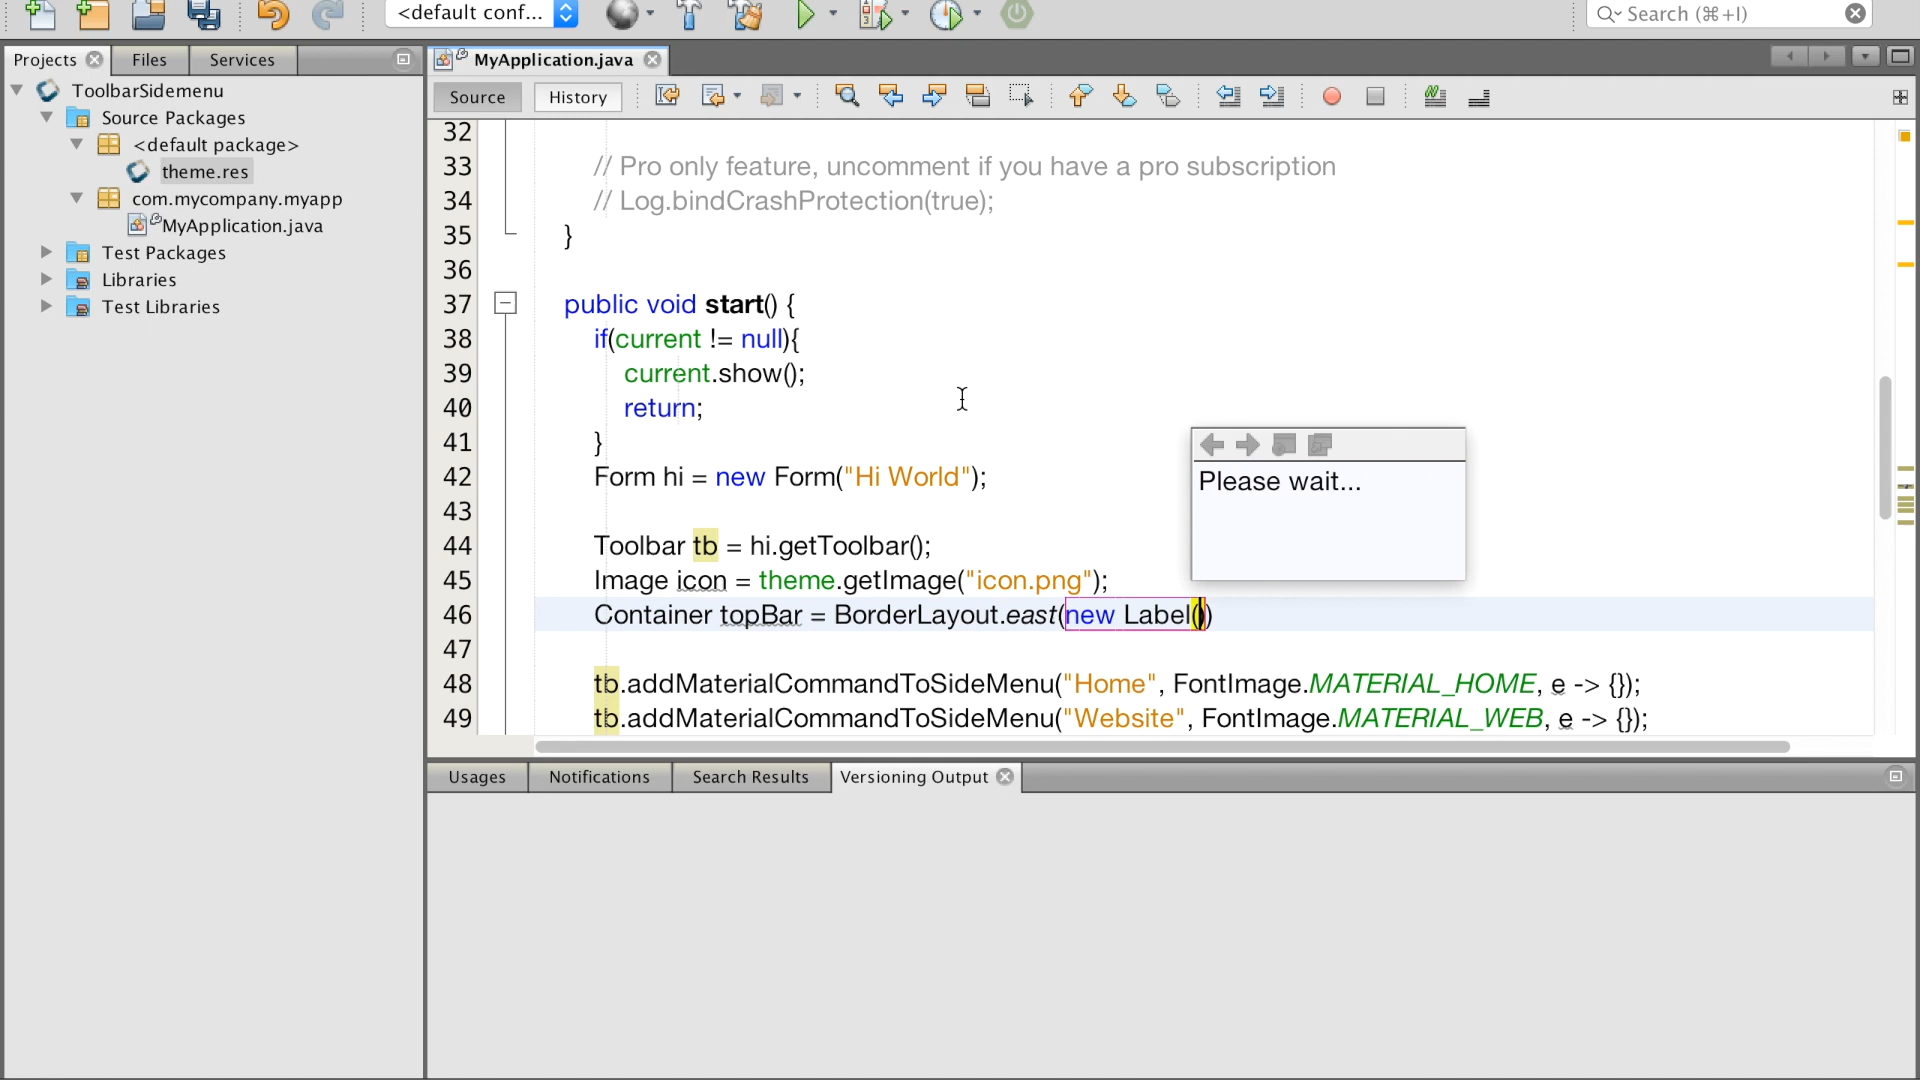 <default conf...
Search (⌘+I)
Projects
Files
Services
MyApplication.java
ToolbarSidemenu
Source Packages
<default package>
theme.res
com.mycompany.myapp
MyApplication.java
Test Packages
Libraries
Test Libraries
Source
History
32
33 // Pro only feature, uncomment if you have a pro subscription
34 // Log.bindCrashProtection(true);
35 }
36
37 public void start() {
38 if(current != null){
39 current.show();
40 return;
41 }
42 Form hi = new Form("Hi World");
43
44 Toolbar tb = hi.getToolbar();
45 Image icon = theme.getImage("icon.png");
46 Container topBar = BorderLayout.east(new Label())
47
48 tb.addMaterialCommandToSideMenu("Home", FontImage.MATERIAL_HOME, e -> {});
49 tb.addMaterialCommandToSideMenu("Website", FontImage.MATERIAL_WEB, e -> {});
Please wait...
Usages
Notifications
Search Results
Versioning Output